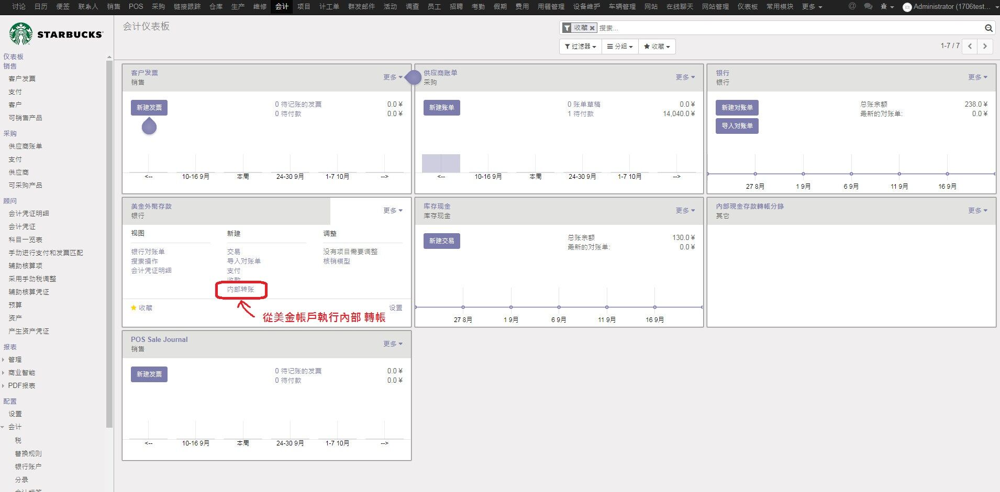 讨论 日历 便签 联系人 销售 POS 采购 链接跟踪 仓库 生产 维修 会计 项目 计工单 群发邮件 活动 调查 员工 招聘 考勤 假期 费用 用餐管理 设备维护 车辆管理 网站 在线聊天 网站管理 仪表板 常用模块 更多 @ Administrator (1706test...
STARBUCKS
会计仪表板
收藏 搜索...
过滤器 分组 收藏 1-7 / 7
仪表板
销售
客户发票
支付
客户
可销售产品
采购
供应商账单
支付
供应商
可采购产品
顾问
会计凭证明细
会计凭证
科目一览表
手动进行支付和发票匹配
辅助核算项
采用手动税调整
辅助核算凭证
预算
资产
产生资产凭证
报表
管理
商业智能
PDF报表
配置
设置
会计
税
替换规则
银行账户
分录
会计标签
客户发票 更多
销售
新建发票 0 待记账的发票 0.0 ¥
0 待付款 0.0 ¥
<-- 10-16 9月 本周 24-30 9月 1-7 10月 -->
供应商账单 更多
采购
新建账单 0 账单草稿 0.0 ¥
1 待付款 14,040.0 ¥
<-- 10-16 9月 本周 24-30 9月 1-7 10月 -->
银行 更多
银行
新建对账单 总账余额 238.0 ¥
最新的对账单: 0.0 ¥
导入对账单
27 8月 1 9月 6 9月 11 9月 16 9月
美金外幣存款 更多
银行
视图 新建 调整
银行对账单 交易 没有项目需要调整
搜索操作 导入对账单 核销模型
会计凭证明细 支付
收款
内部转账
收藏 设置
從美金帳戶執行內部 轉帳
库存现金 更多
库存现金
新建交易 总账余额 130.0 ¥
最新的对账单: 0.0 ¥
27 8月 1 9月 6 9月 11 9月 16 9月
內部現金存款轉帳分錄 更多
其它
POS Sale Journal 更多
销售
新建发票 0 待记账的发票 0.0 ¥
0 待付款 0.0 ¥
<-- 10-16 9月 本周 24-30 9月 1-7 10月 -->